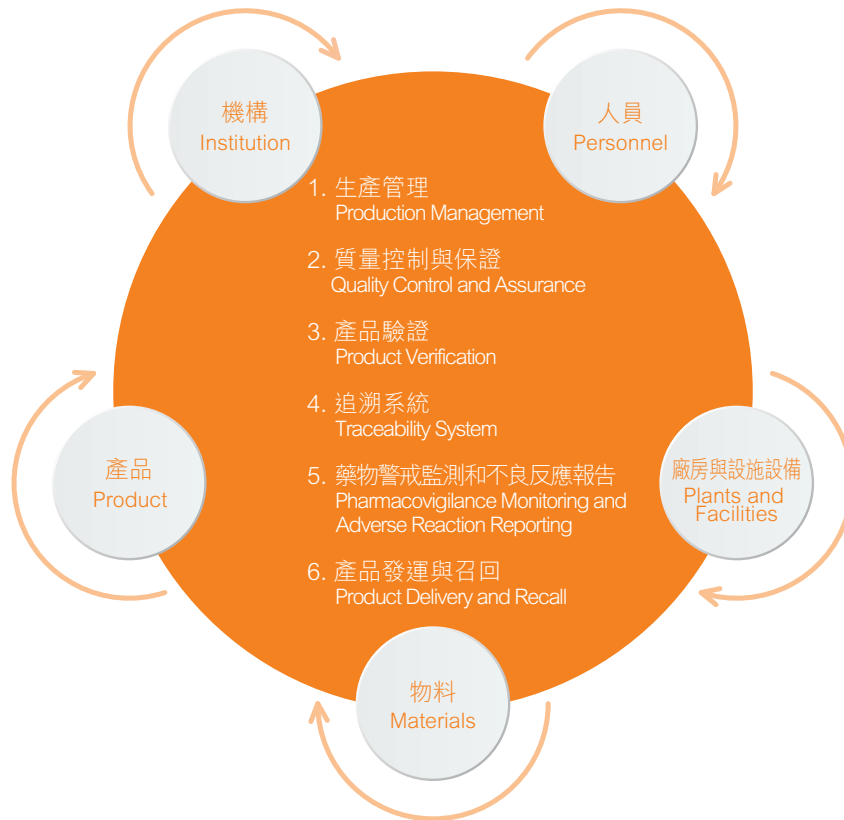 機構
Institution
人員
Personnel
1. 生產管理
Production Management
2. 質量控制與保證
Quality Control and Assurance
3. 產品驗證
Product Verification
4. 追溯系統
Traceability System
5. 藥物警戒監測和不良反應報告
Pharmacovigilance Monitoring and
Adverse Reaction Reporting
6. 產品發運與召回
Product Delivery and Recall
廠房與設施設備
Plants and
Facilities
物料
Materials
產品
Product